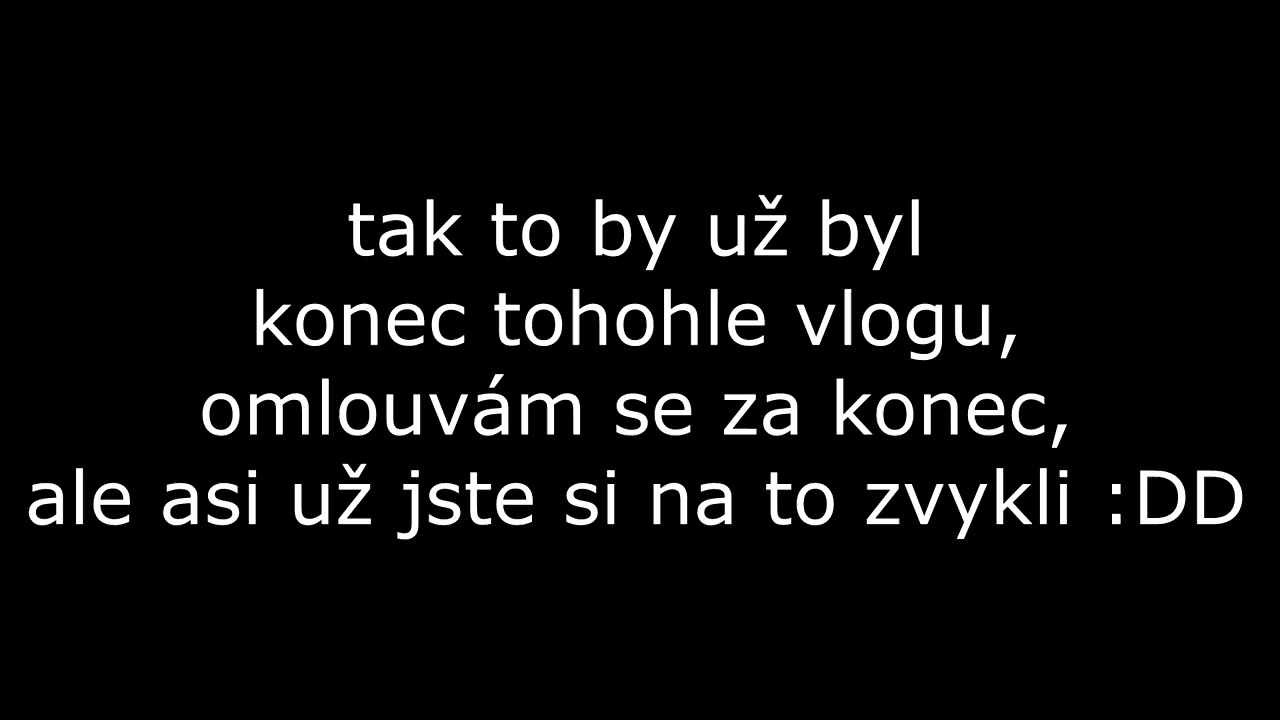 tak to by už byl
konec tohohle vlogu,
omlouvám se za konec,
ale asi už jste si na to zvykli :DD